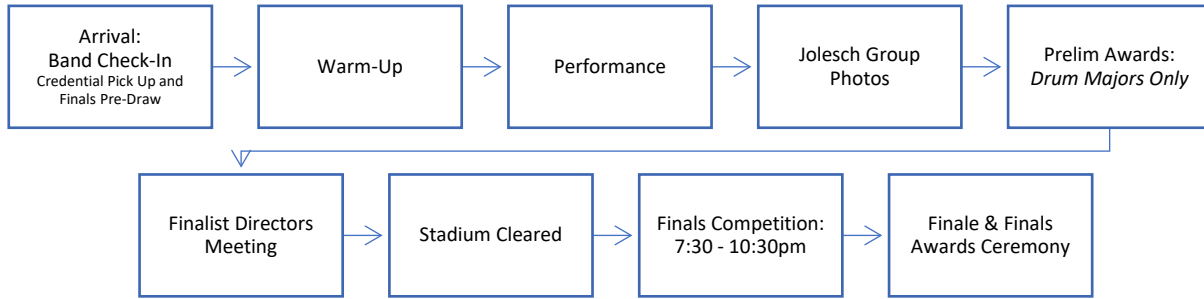 Arrival:
Band Check-In
Credential Pick Up and
Finals Pre-Draw
Warm-Up
Performance
Jolesch Group
Photos
Prelim Awards:
Drum Majors Only
Finalist Directors
Meeting
Stadium Cleared
Finals Competition:
7:30 - 10:30pm
Finale & Finals
Awards Ceremony